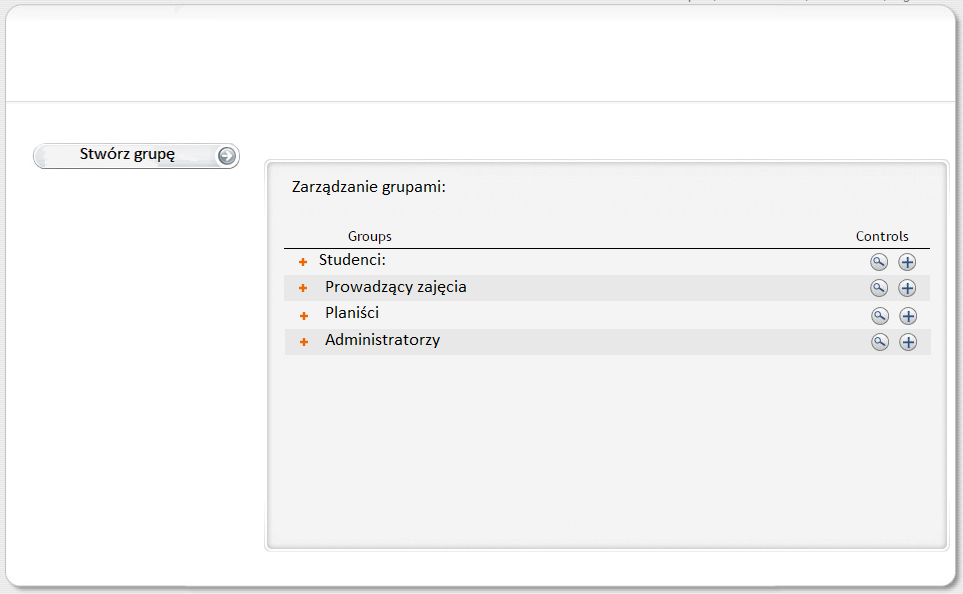 Stwórz grupę
Zarządzanie grupami:
Groups Controls
Studenci:
Prowadzący zajęcia
Planiści
Administratorzy